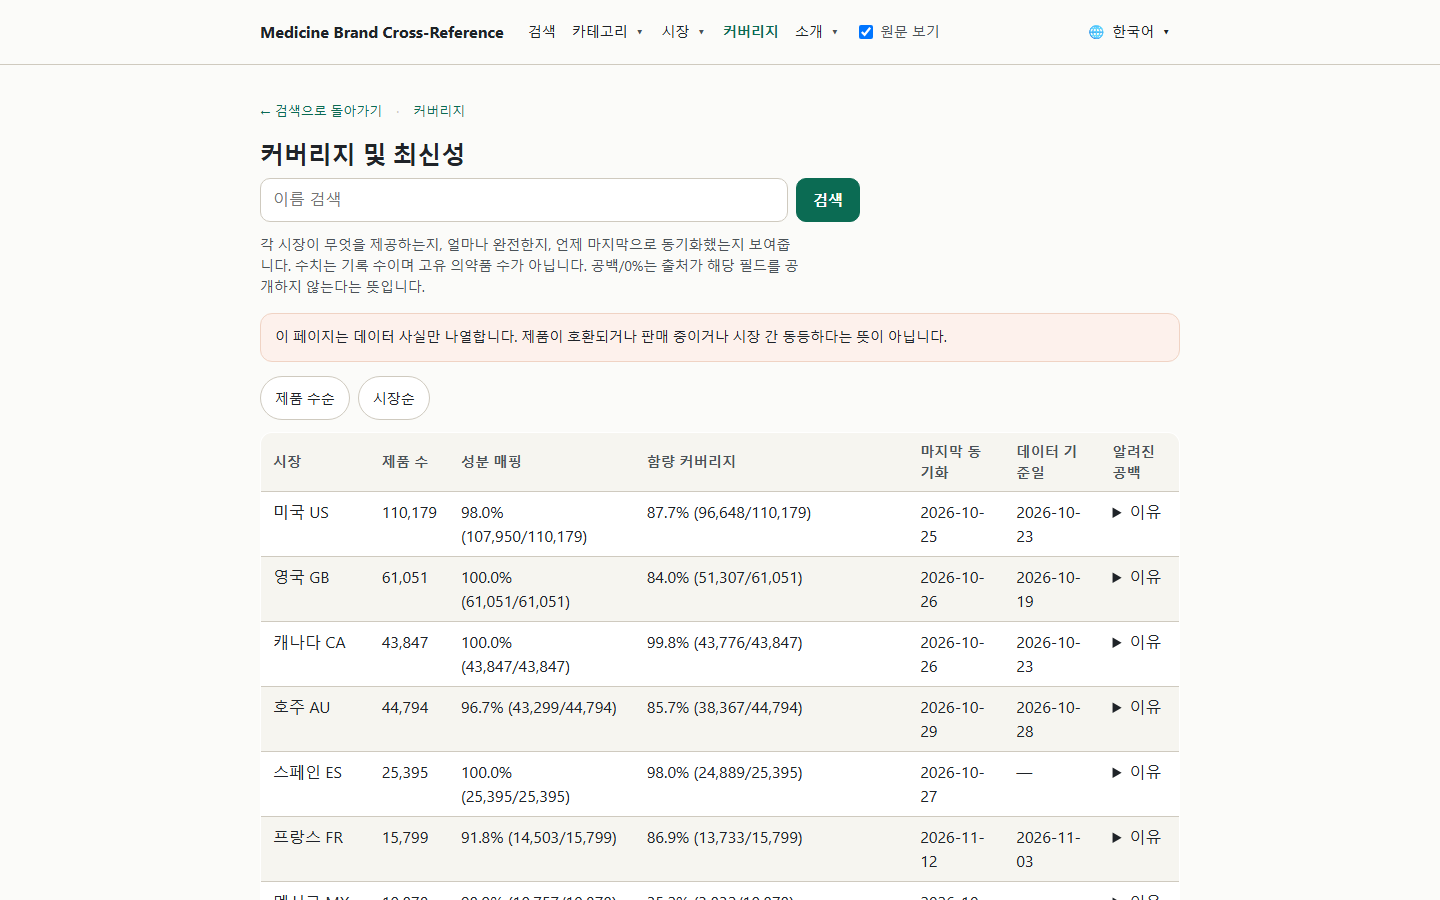 Medicine Brand Cross-Reference 검색 카테고리 ▾ 시장 ▾ 커버리지 소개 ▾ 원문 보기 🌐 한국어 ▾
← 검색으로 돌아가기 · 커버리지
커버리지 및 최신성
이름 검색 검색
각 시장이 무엇을 제공하는지, 얼마나 완전한지, 언제 마지막으로 동기화했는지 보여줍
니다. 수치는 기록 수이며 고유 의약품 수가 아닙니다. 공백/0%는 출처가 해당 필드를 공
개하지 않는다는 뜻입니다.
이 페이지는 데이터 사실만 나열합니다. 제품이 호환되거나 판매 중이거나 시장 간 동등하다는 뜻이 아닙니다.
제품 수순 시장순
시장 제품 수 성분 매핑 함량 커버리지 마지막 동기화 데이터 기준일 알려진 공백
미국 US 110,179 98.0% (107,950/110,179) 87.7% (96,648/110,179) 2026-10-25 2026-10-23 ▶ 이유
영국 GB 61,051 100.0% (61,051/61,051) 84.0% (51,307/61,051) 2026-10-26 2026-10-19 ▶ 이유
캐나다 CA 43,847 100.0% (43,847/43,847) 99.8% (43,776/43,847) 2026-10-26 2026-10-23 ▶ 이유
호주 AU 44,794 96.7% (43,299/44,794) 85.7% (38,367/44,794) 2026-10-29 2026-10-28 ▶ 이유
스페인 ES 25,395 100.0% (25,395/25,395) 98.0% (24,889/25,395) 2026-10-27 — ▶ 이유
프랑스 FR 15,799 91.8% (14,503/15,799) 86.9% (13,733/15,799) 2026-11-12 2026-11-03 ▶ 이유